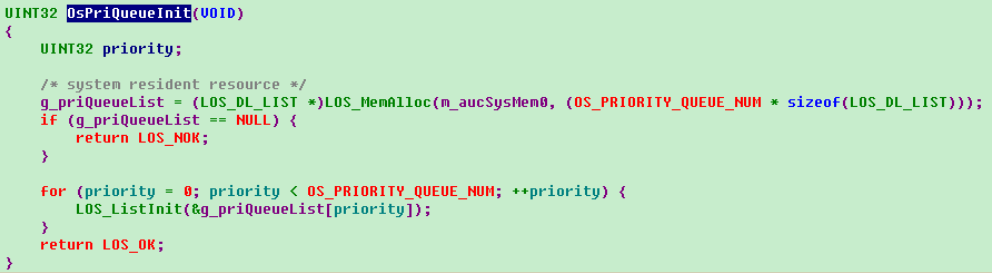 UINT32 OsPriQueueInit(VOID)
{
    UINT32 priority;

    /* system resident resource */
    g_priQueueList = (LOS_DL_LIST *)LOS_MemAlloc(m_aucSysMem0, (OS_PRIORITY_QUEUE_NUM * sizeof(LOS_DL_LIST)));
    if (g_priQueueList == NULL) {
        return LOS_NOK;
    }

    for (priority = 0; priority < OS_PRIORITY_QUEUE_NUM; ++priority) {
        LOS_ListInit(&g_priQueueList[priority]);
    }
    return LOS_OK;
}